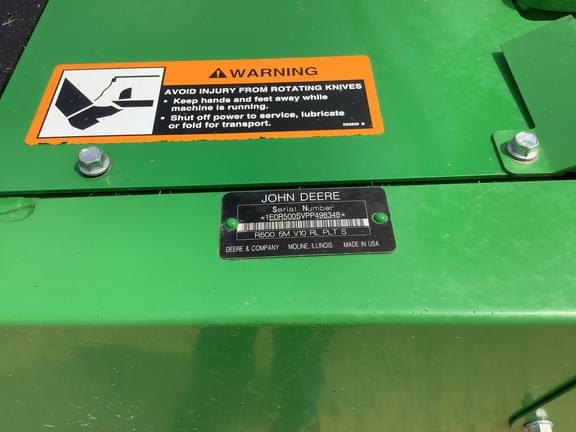 WARNING
AVOID INJURY FROM ROTATING KNIVES
• Keep hands and feet away while
machine is running.
• Shut off power to service, lubricate
or fold for transport.
JOHN DEERE
Serial Number
*1E0R500SVPP498348*
R500 5M V10 RL PLT S
DEERE & COMPANY MOLINE, ILLINOIS MADE IN USA